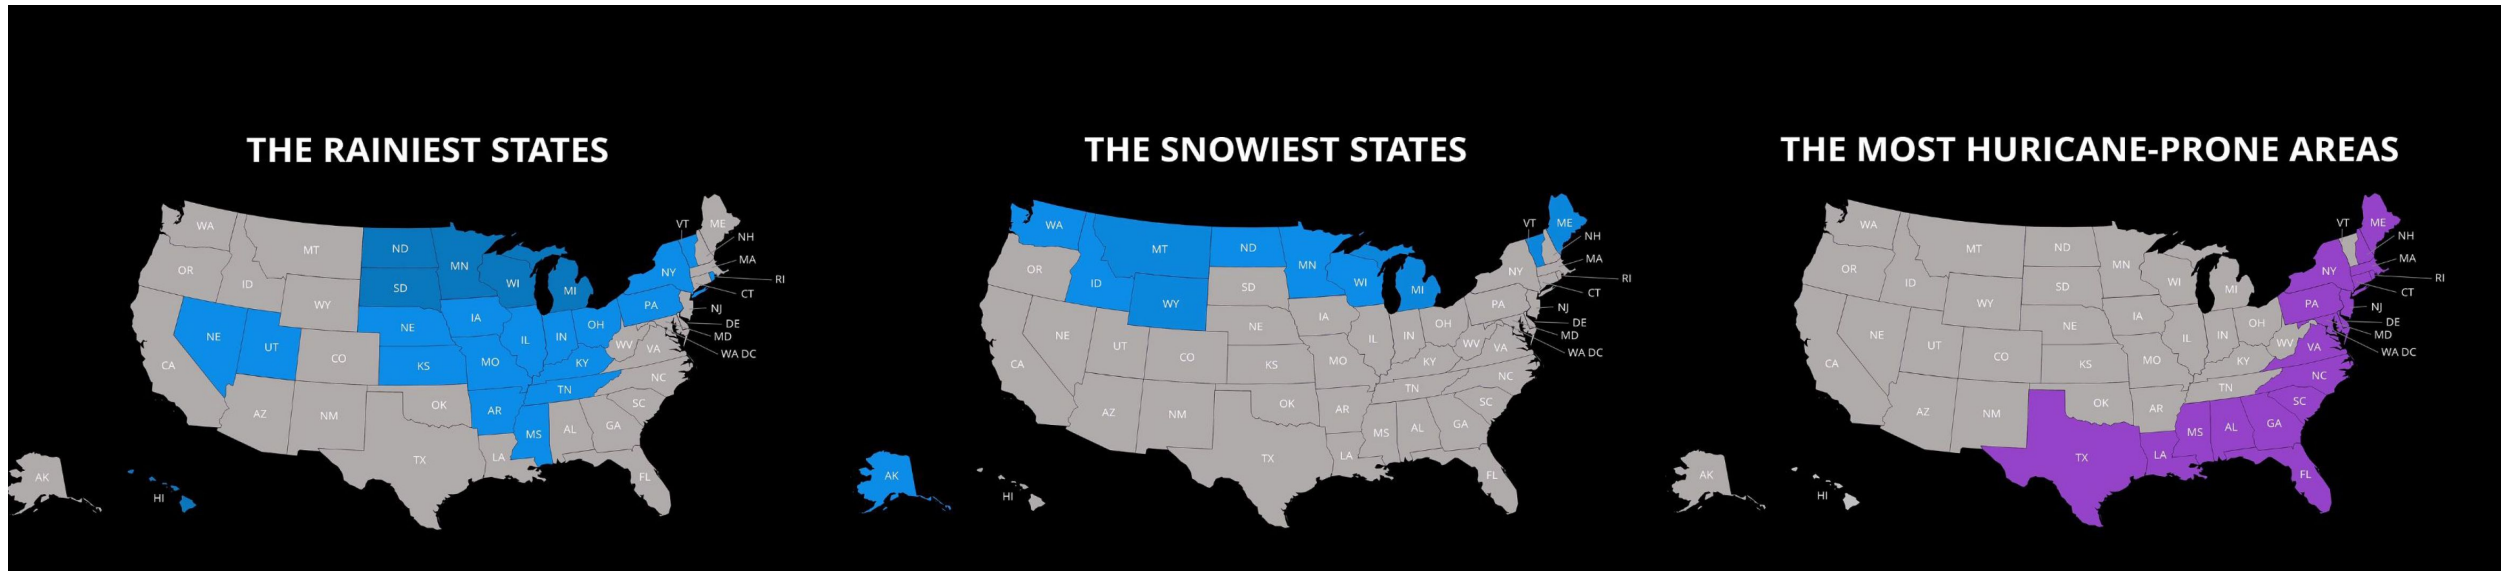 THE RAINIEST STATES
VT
ME
WA
NH
ND
MT
MA
MN
OR
NY
RI
WI
ID
SD
MI
CT
WY
PA
NJ
IA
DE
OH
NE
NE
MD
IN
IL
UT
WV
VA
WA DC
CO
MO
KY
CA
KS
NC
TN
SC
OK
AR
AZ
NM
GA
AL
MS
LA
TX
FL
AK
HI
THE SNOWIEST STATES
VT
ME
WA
NH
MT
ND
MA
MN
OR
NY
RI
WI
ID
SD
MI
CT
WY
PA
NJ
IA
DE
OH
NE
NE
MD
IN
IL
UT
WV
VA
WA DC
CO
MO
KY
CA
KS
NC
TN
SC
OK
AR
AZ
NM
GA
AL
MS
LA
TX
FL
AK
HI
THE MOST HURICANE-PRONE AREAS
VT
ME
WA
NH
MT
ND
MA
MN
OR
NY
RI
WI
ID
SD
MI
CT
WY
PA
NJ
IA
DE
OH
NE
NE
MD
IN
IL
UT
WV
VA
WA DC
CO
MO
KY
CA
KS
NC
TN
SC
OK
AR
AZ
NM
GA
AL
MS
LA
TX
FL
AK
HI